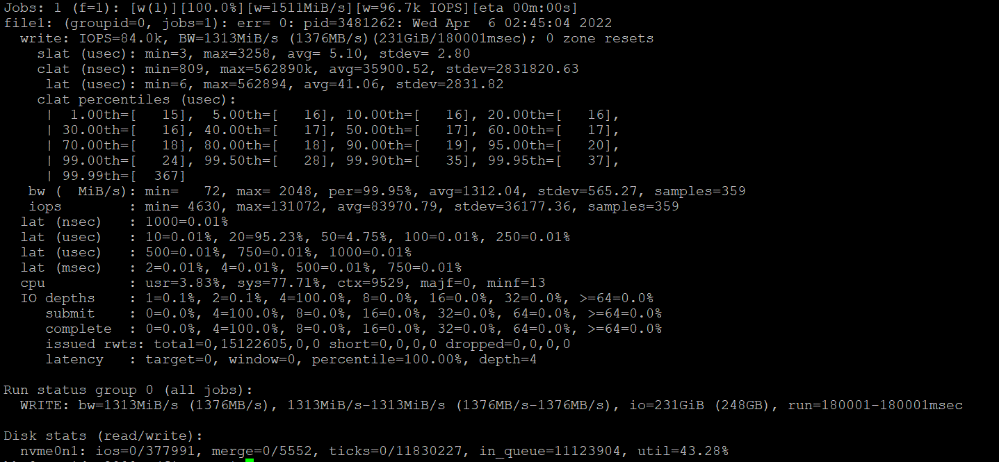 Jobs: 1 (f=1): [w(1)][100.0%][w=1511MiB/s][w=96.7k IOPS][eta 00m:00s]
file1: (groupid=0, jobs=1): err= 0: pid=3481262: Wed Apr  6 02:45:04 2022
  write: IOPS=84.0k, BW=1313MiB/s (1376MB/s)(231GiB/180001msec); 0 zone resets
    slat (usec): min=3, max=3258, avg= 5.10, stdev= 2.80
    clat (nsec): min=809, max=562890k, avg=35900.52, stdev=2831820.63
     lat (usec): min=6, max=562894, avg=41.06, stdev=2831.82
    clat percentiles (usec):
     |  1.00th=[   15],  5.00th=[   16], 10.00th=[   16], 20.00th=[   16],
     | 30.00th=[   16], 40.00th=[   17], 50.00th=[   17], 60.00th=[   17],
     | 70.00th=[   18], 80.00th=[   18], 90.00th=[   19], 95.00th=[   20],
     | 99.00th=[   24], 99.50th=[   28], 99.90th=[   35], 99.95th=[   37],
     | 99.99th=[  367]
   bw (  MiB/s): min=   72, max= 2048, per=99.95%, avg=1312.04, stdev=565.27, samples=359
   iops        : min= 4630, max=131072, avg=83970.79, stdev=36177.36, samples=359
  lat (nsec)   : 1000=0.01%
  lat (usec)   : 10=0.01%, 20=95.23%, 50=4.75%, 100=0.01%, 250=0.01%
  lat (usec)   : 500=0.01%, 750=0.01%, 1000=0.01%
  lat (msec)   : 2=0.01%, 4=0.01%, 500=0.01%, 750=0.01%
  cpu          : usr=3.83%, sys=77.71%, ctx=9529, majf=0, minf=13
  IO depths    : 1=0.1%, 2=0.1%, 4=100.0%, 8=0.0%, 16=0.0%, 32=0.0%, >=64=0.0%
     submit    : 0=0.0%, 4=100.0%, 8=0.0%, 16=0.0%, 32=0.0%, 64=0.0%, >=64=0.0%
     complete  : 0=0.0%, 4=100.0%, 8=0.0%, 16=0.0%, 32=0.0%, 64=0.0%, >=64=0.0%
     issued rwts: total=0,15122605,0,0 short=0,0,0,0 dropped=0,0,0,0
     latency   : target=0, window=0, percentile=100.00%, depth=4

Run status group 0 (all jobs):
  WRITE: bw=1313MiB/s (1376MB/s), 1313MiB/s-1313MiB/s (1376MB/s-1376MB/s), io=231GiB (248GB), run=180001-180001msec

Disk stats (read/write):
  nvme0n1: ios=0/377991, merge=0/5552, ticks=0/11830227, in_queue=11123904, util=43.28%